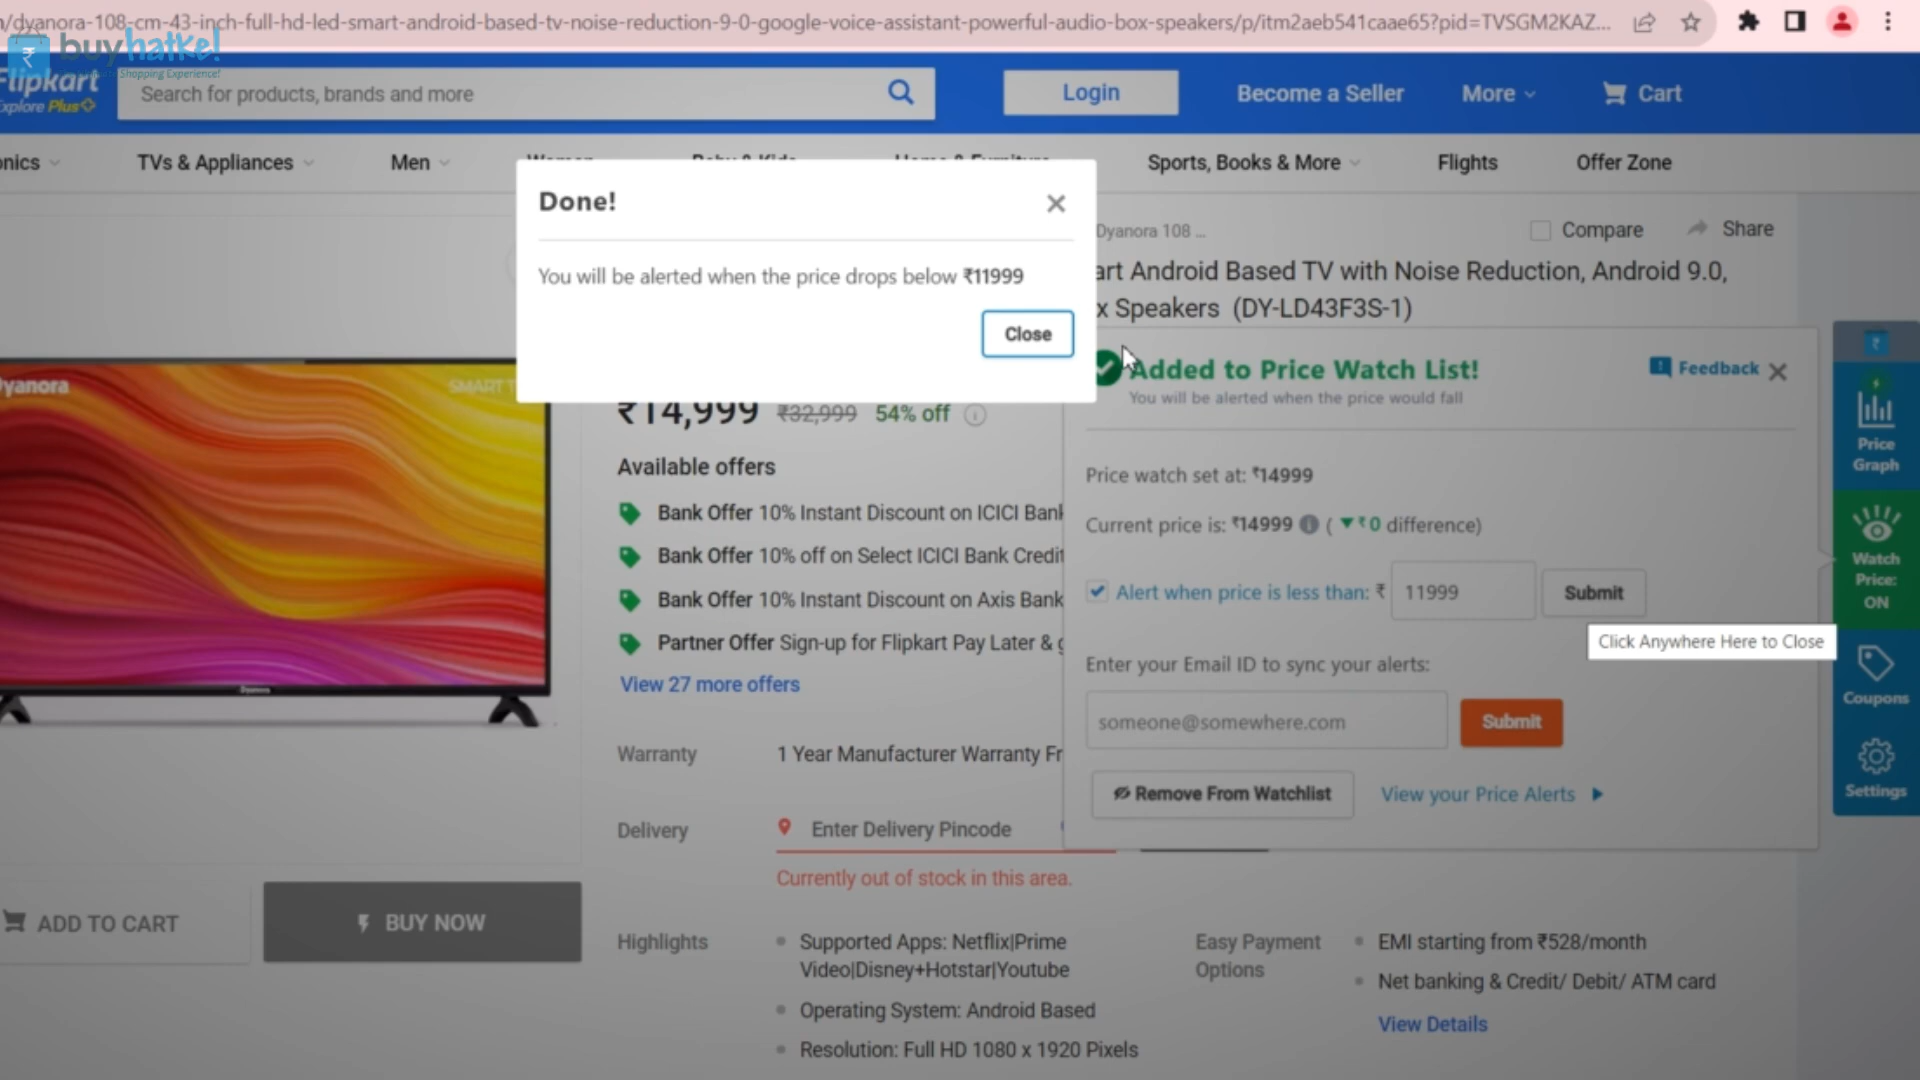 /dyanora-108-cm-43-inch-full-hd-led-smart-android-based-tv-noise-reduction-9-0-google-voice-assistant-powerful-audio-box-speakers/p/itm2aeb541caae65?pid=TVSGM2KAZ...
buyhatke!
Shopping Experience!
Flipkart
Explore Plus
Search for products, brands and more
Login
Become a Seller
More
Cart
onics
TVs & Appliances
Men
Women
Baby & Kids
Home & Furniture
Sports, Books & More
Flights
Offer Zone
Done!
You will be alerted when the price drops below ₹11999
Close
Dyanora 108 ...
Compare
Share
art Android Based TV with Noise Reduction, Android 9.0,
x Speakers (DY-LD43F3S-1)
Added to Price Watch List!
You will be alerted when the price would fall
Feedback
Price watch set at: ₹14999
Current price is: ₹14999 ( ▼₹0 difference)
Alert when price is less than: ₹ 11999 Submit
Click Anywhere Here to Close
Enter your Email ID to sync your alerts:
someone@somewhere.com
Submit
Remove From Watchlist
View your Price Alerts
Price
Graph
Watch
Price:
ON
Coupons
Settings
Dyanora
SMART T
₹14,999 ₹32,999 54% off
Available offers
Bank Offer 10% Instant Discount on ICICI Bank
Bank Offer 10% off on Select ICICI Bank Credit
Bank Offer 10% Instant Discount on Axis Bank
Partner Offer Sign-up for Flipkart Pay Later & g
View 27 more offers
Warranty
1 Year Manufacturer Warranty Fr
Delivery
Enter Delivery Pincode
Currently out of stock in this area.
ADD TO CART
BUY NOW
Highlights
Supported Apps: Netflix|Prime
Video|Disney+Hotstar|Youtube
Operating System: Android Based
Resolution: Full HD 1080 x 1920 Pixels
Easy Payment
Options
EMI starting from ₹528/month
Net banking & Credit/ Debit/ ATM card
View Details